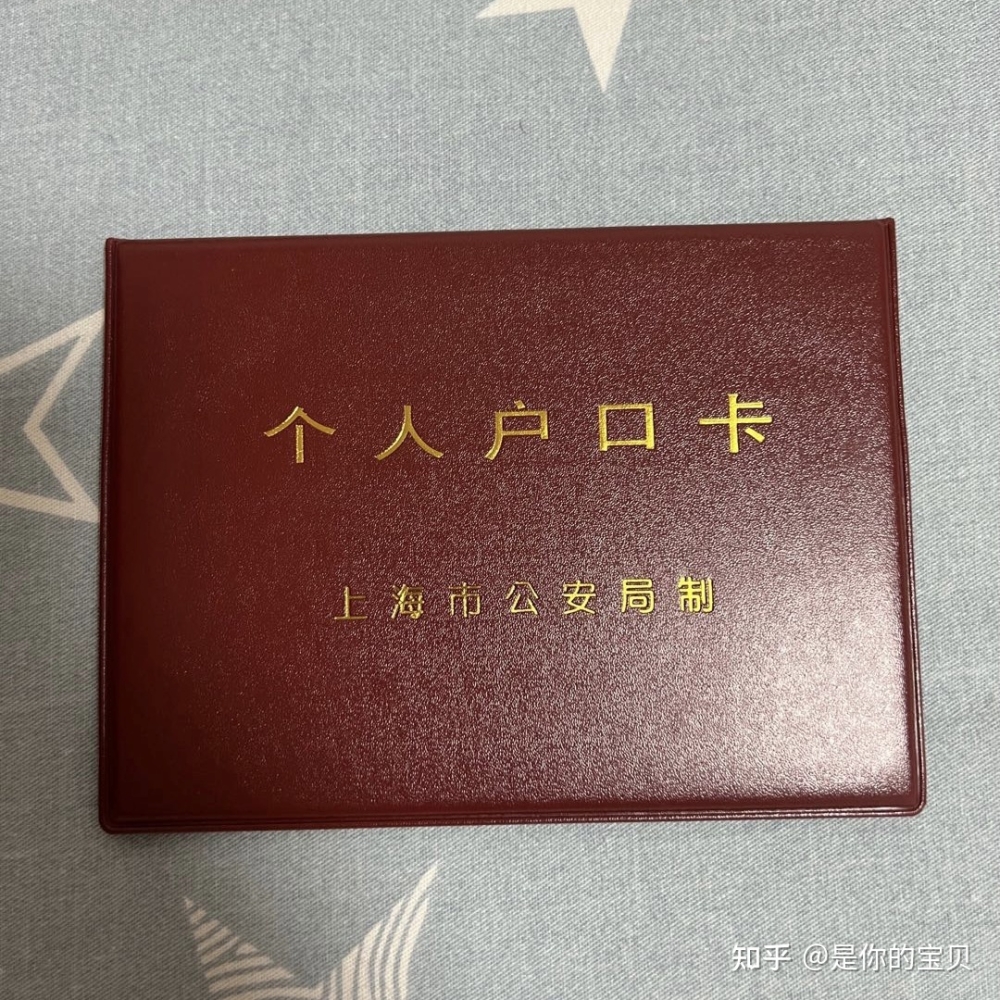 个人户口卡
上海市公安局制
知乎 @是你的宝贝